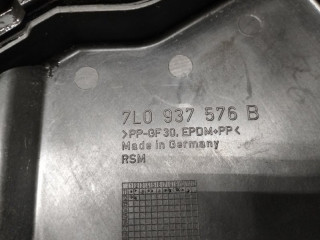 7L0 937 576 B
>PP-GF30, EPDM+PP<
Made in Germany
RSM